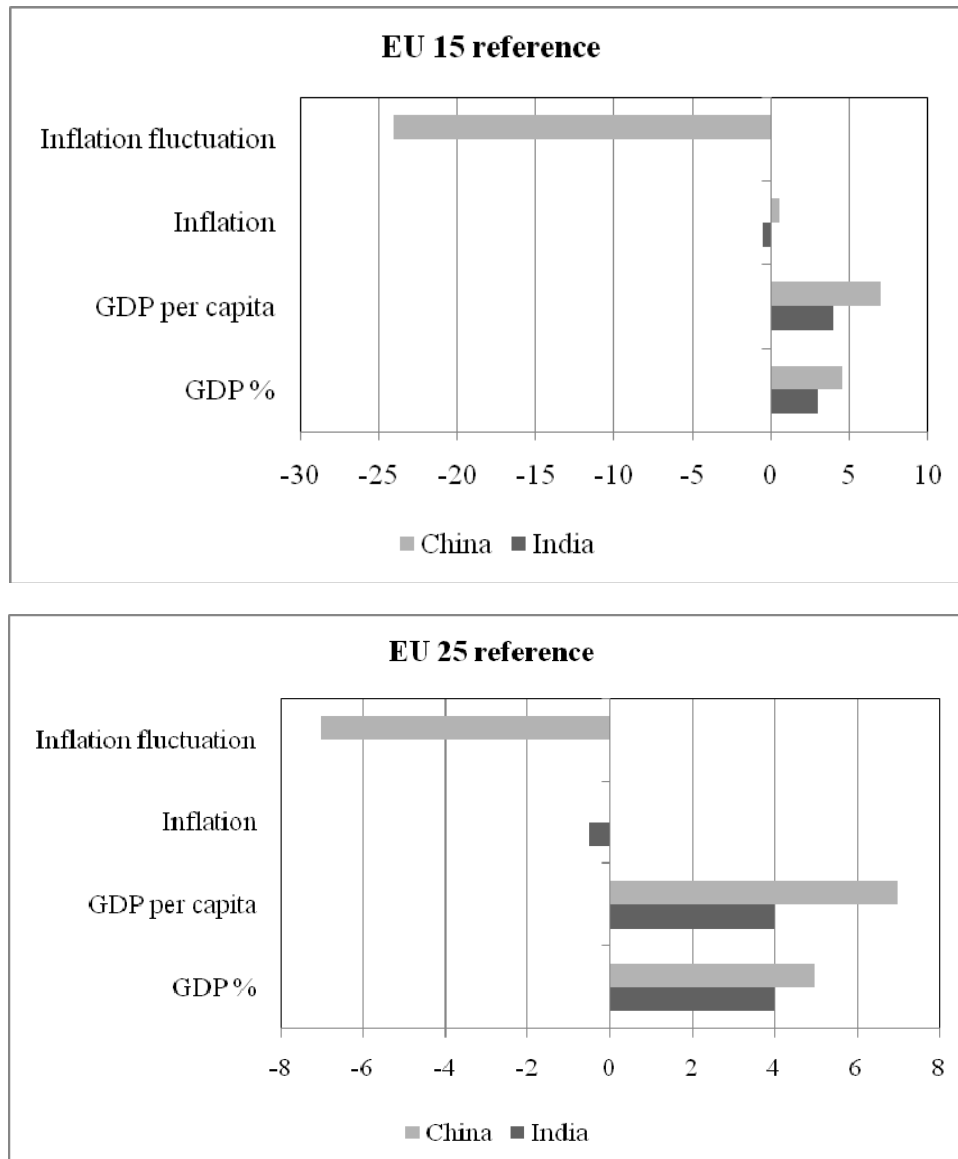 EU 15 reference
Inflation fluctuation
Inflation
GDP per capita
GDP %
-30 -25 -20 -15 -10 -5 0 5 10
China India
EU 25 reference
Inflation fluctuation
Inflation
GDP per capita
GDP %
-8 -6 -4 -2 0 2 4 6 8
China India